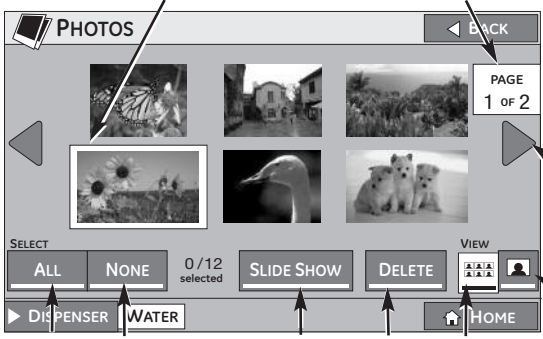 PHOTOS
BACK
PAGE
1 OF 2
SELECT
VIEW
ALL
NONE
0/12
selected
SLIDE SHOW
DELETE
DISPENSER
WATER
HOME